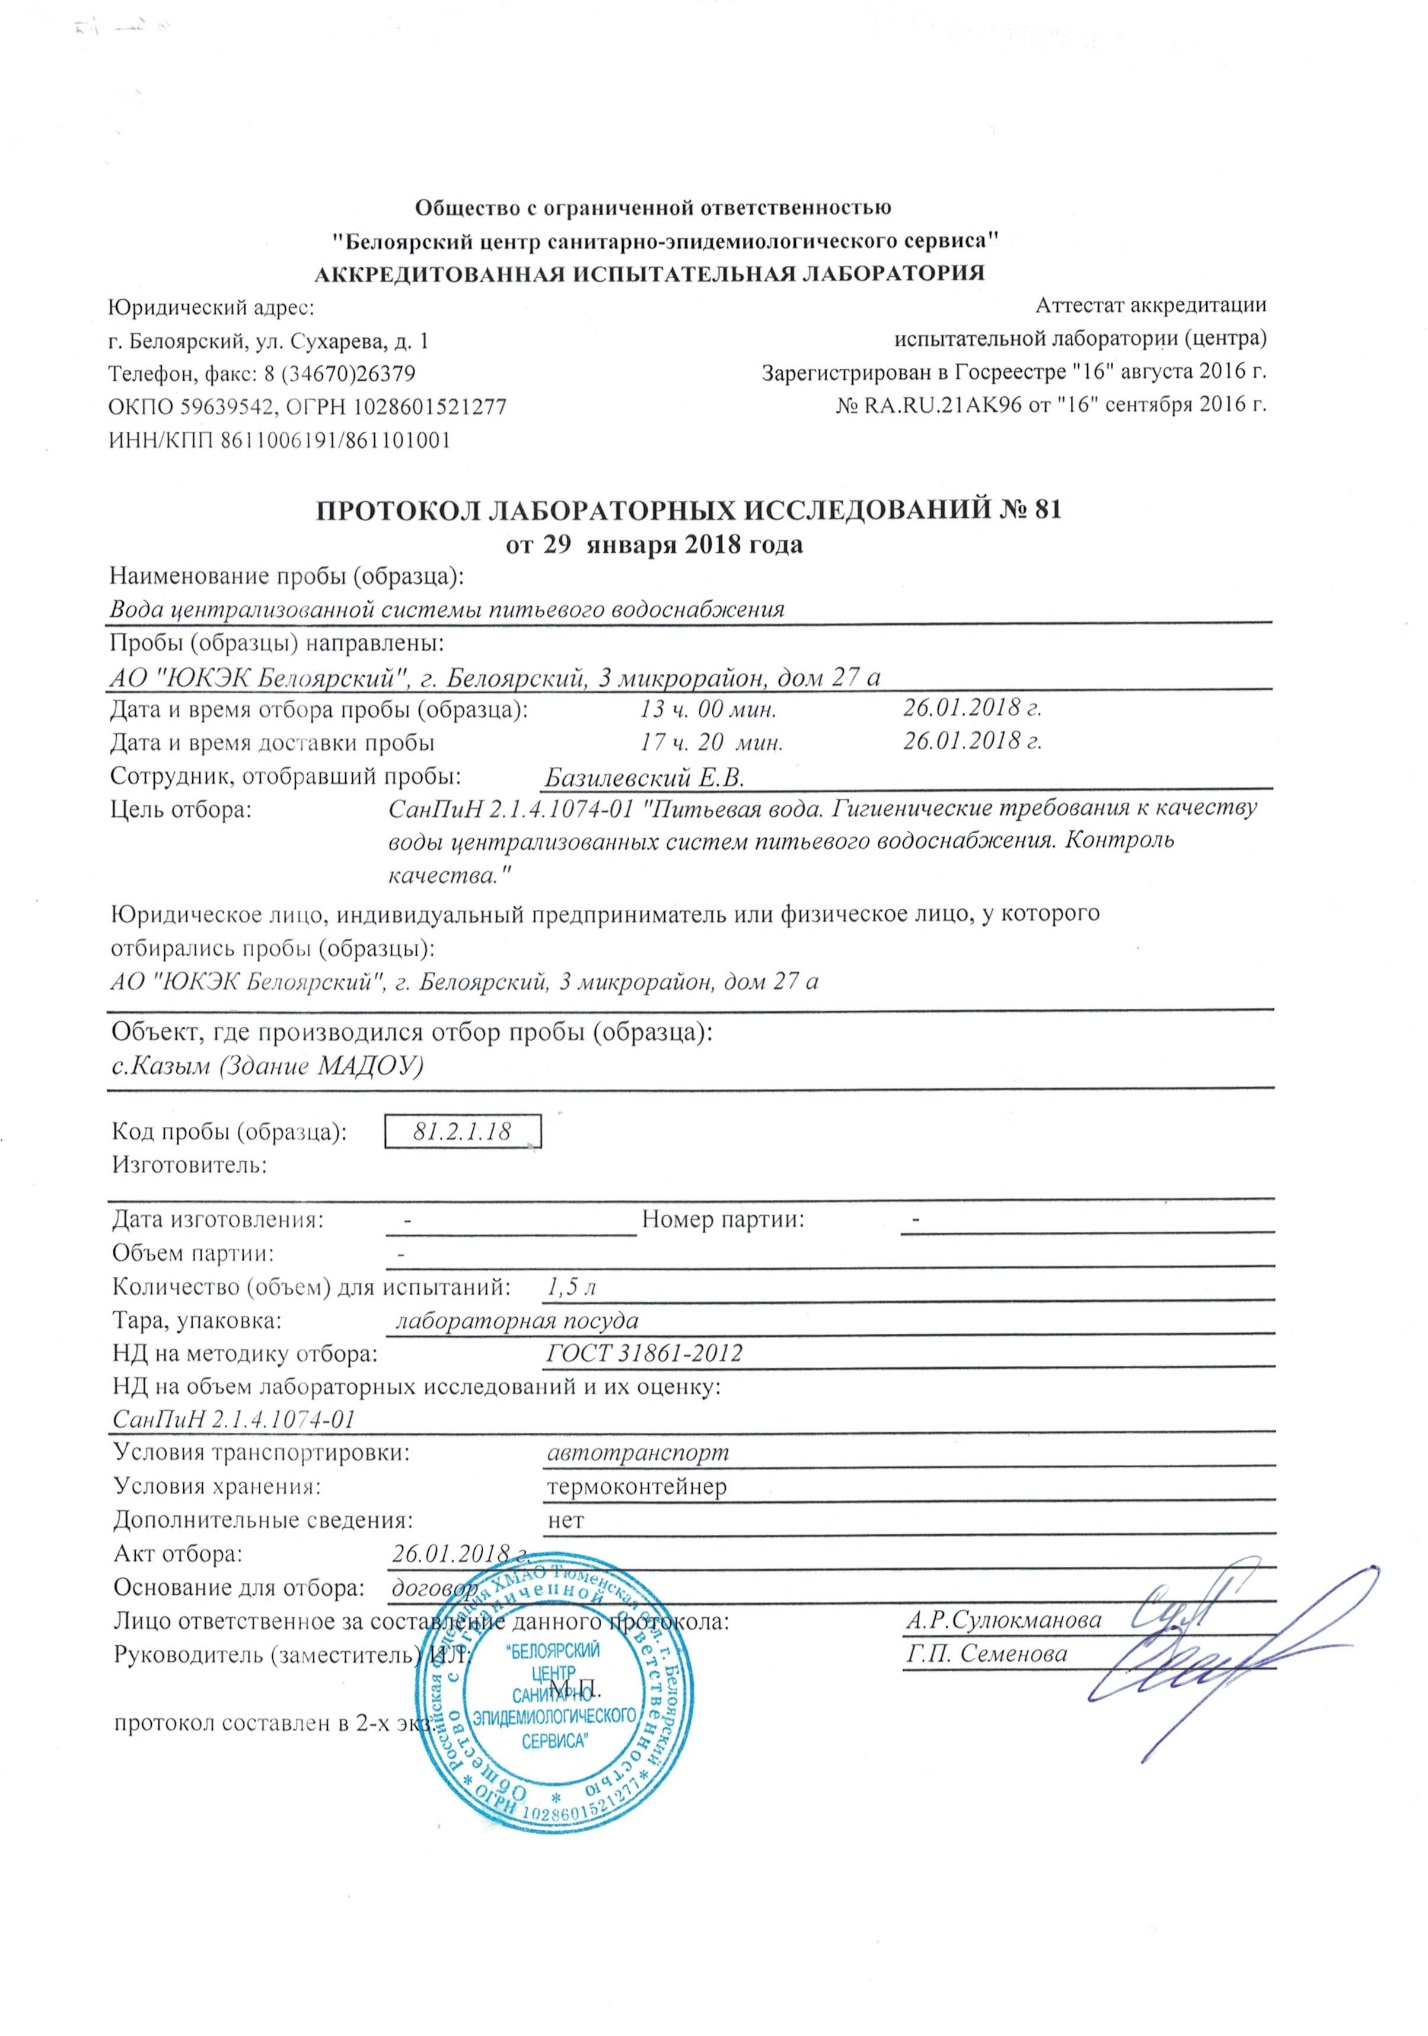 Общество с ограниченной ответственностью
"Белоярский центр санитарно-эпидемиологического сервиса"
АККРЕДИТОВАННАЯ ИСПЫТАТЕЛЬНАЯ ЛАБОРАТОРИЯ
Юридический адрес:
Аттестат аккредитации
г. Белоярский, ул. Сухарева, д. 1
испытательной лаборатории (центра)
Телефон, факс: 8 (34670)26379
Зарегистрирован в Госреестре "16" августа 2016 г.
ОКПО 59639542, ОГРН 1028601521277
№ RA.RU.21АК96 от "16" сентября 2016 г.
ИНН/КПП 8611006191/861101001
ПРОТОКОЛ ЛАБОРАТОРНЫХ ИССЛЕДОВАНИЙ № 81
от 29 января 2018 года
Наименование пробы (образца):
Вода централизованной системы питьевого водоснабжения
Пробы (образцы) направлены:
АО "ЮКЭК Белоярский", г. Белоярский, 3 микрорайон, дом 27 а
Дата и время отбора пробы (образца): 13 ч. 00 мин. 26.01.2018 г.
Дата и время доставки пробы 17 ч. 20 мин. 26.01.2018 г.
Сотрудник, отобравший пробы: Базилевский Е.В.
Цель отбора: СанПиН 2.1.4.1074-01 "Питьевая вода. Гигиенические требования к качеству
воды централизованных систем питьевого водоснабжения. Контроль
качества."
Юридическое лицо, индивидуальный предприниматель или физическое лицо, у которого
отбирались пробы (образцы):
АО "ЮКЭК Белоярский", г. Белоярский, 3 микрорайон, дом 27 а
Объект, где производился отбор пробы (образца):
с.Казым (Здание МАДОУ)
Код пробы (образца): 81.2.1.18
Изготовитель:
Дата изготовления: - Номер партии: -
Объем партии: -
Количество (объем) для испытаний: 1,5 л
Тара, упаковка: лабораторная посуда
НД на методику отбора: ГОСТ 31861-2012
НД на объем лабораторных исследований и их оценку:
СанПиН 2.1.4.1074-01
Условия транспортировки: автотранспорт
Условия хранения: термоконтейнер
Дополнительные сведения: нет
Акт отбора: 26.01.2018 г.
Основание для отбора: договор
Лицо ответственное за составление данного протокола: А.Р.Сулюкманова
Руководитель (заместитель) ИЛ: Г.П. Семенова
М.П.
протокол составлен в 2-х экз.
Российская Федерация ХМАО Тюменская обл. г. Белоярский * ОГРН 1028601521277 *
Общество с ограниченной ответственностью *
"БЕЛОЯРСКИЙ
ЦЕНТР
САНИТАРНО
ЭПИДЕМИОЛОГИЧЕСКОГО
СЕРВИСА"